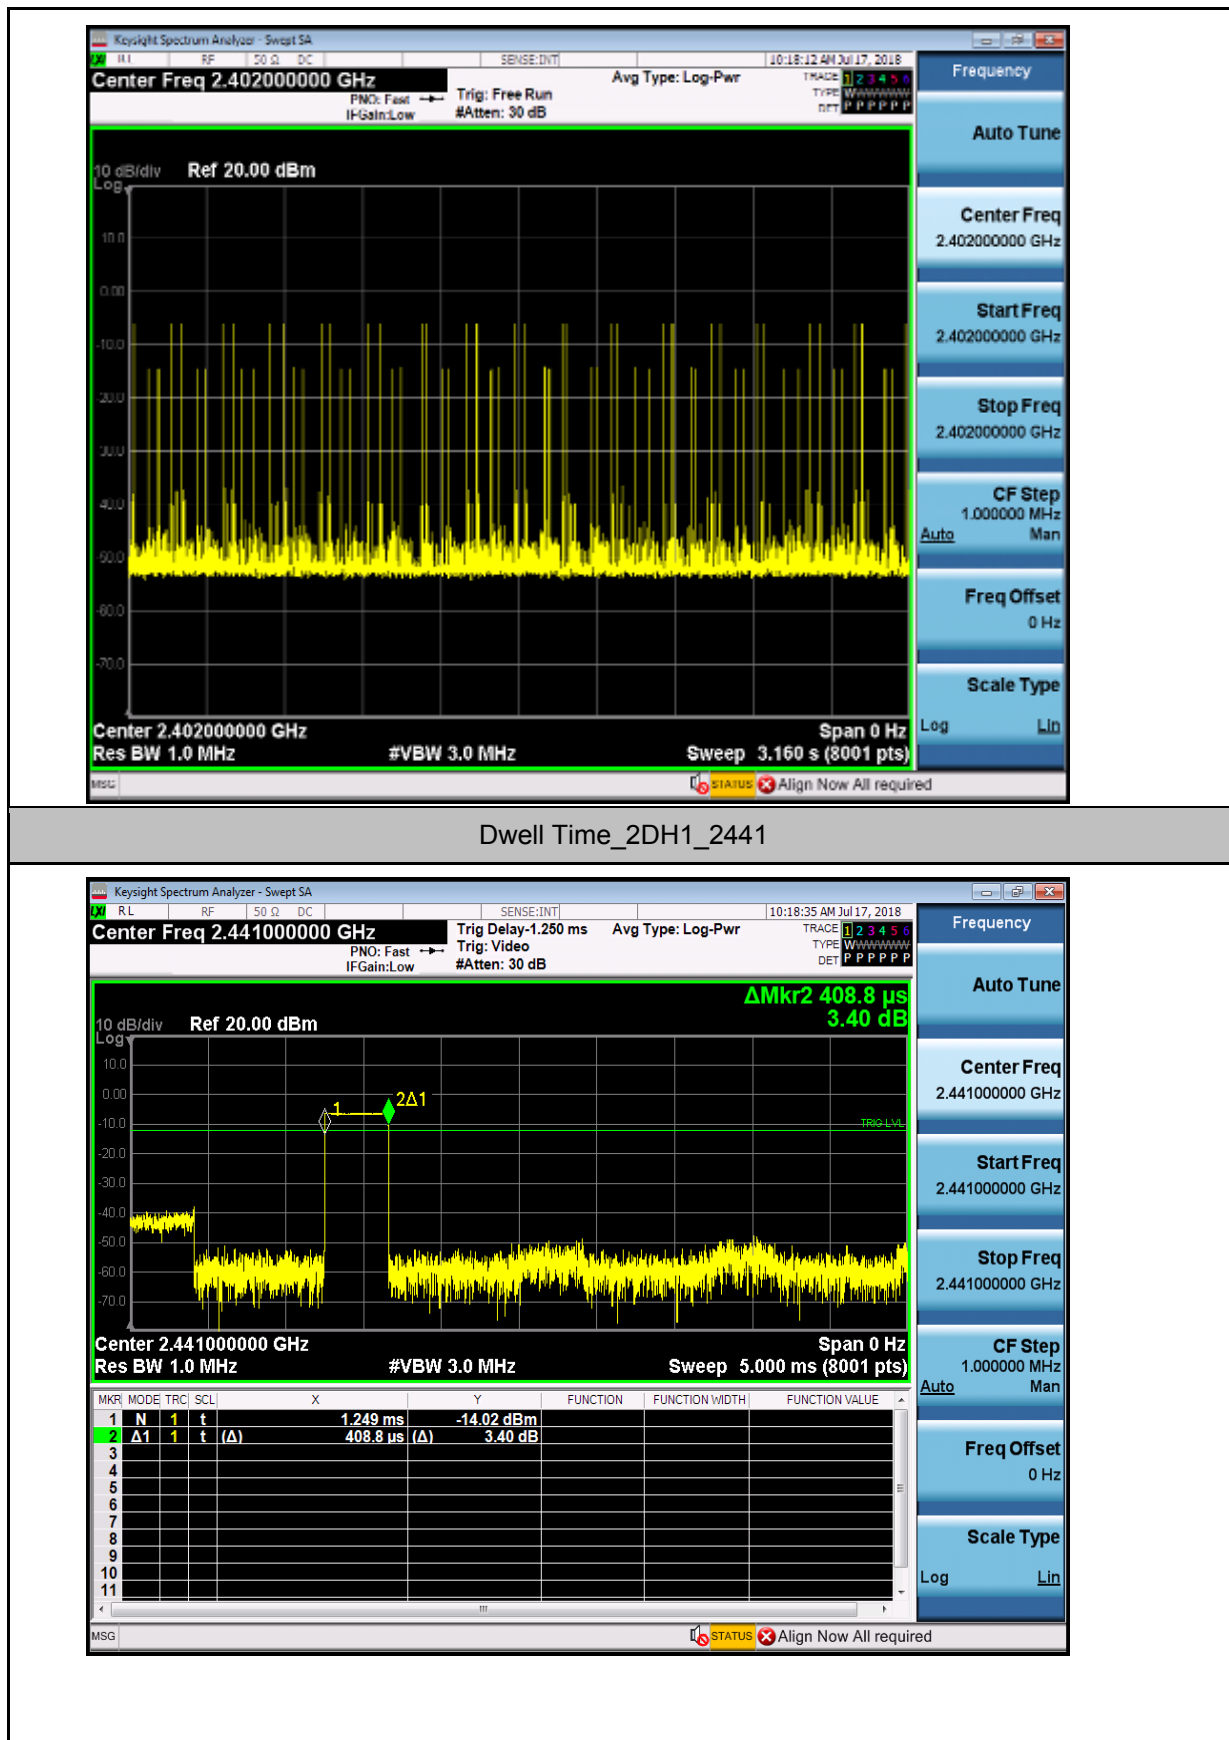 Keysight Spectrum Analyzer - Swept SA
LXI RL RF 50 Ω DC SENSE:INT 10:18:12 AM Jul 17, 2018
Center Freq 2.402000000 GHz Avg Type: Log-Pwr TRACE 1 2 3 4 5 6
PNO: Fast Trig: Free Run TYPE WWWWWW
IFGain:Low #Atten: 30 dB DET P P P P P P
Frequency
Auto Tune
10 dB/div Ref 20.00 dBm
Log
10.0
0.00
-10.0
-20.0
-30.0
-40.0
-50.0
-60.0
-70.0
Center 2.402000000 GHz Span 0 Hz
Res BW 1.0 MHz #VBW 3.0 MHz Sweep 3.160 s (8001 pts)
Center Freq
2.402000000 GHz
Start Freq
2.402000000 GHz
Stop Freq
2.402000000 GHz
CF Step
1.000000 MHz
Auto Man
Freq Offset
0 Hz
Scale Type
Log Lin
MSG STATUS Align Now All required
Dwell Time_2DH1_2441
Keysight Spectrum Analyzer - Swept SA
LXI RL RF 50 Ω DC SENSE:INT 10:18:35 AM Jul 17, 2018
Center Freq 2.441000000 GHz Trig Delay-1.250 ms Avg Type: Log-Pwr TRACE 1 2 3 4 5 6
PNO: Fast Trig: Video TYPE WWWWWW
IFGain:Low #Atten: 30 dB DET P P P P P P
Frequency
Auto Tune
ΔMkr2 408.8 µs
10 dB/div Ref 20.00 dBm 3.40 dB
Log
10.0
0.00
-10.0
-20.0
-30.0
-40.0
-50.0
-60.0
-70.0
1
2Δ1
TRIG LVL
Center 2.441000000 GHz Span 0 Hz
Res BW 1.0 MHz #VBW 3.0 MHz Sweep 5.000 ms (8001 pts)
MKR MODE TRC SCL X Y FUNCTION FUNCTION WIDTH FUNCTION VALUE
1 N 1 t 1.249 ms -14.02 dBm
2 Δ1 1 t (Δ) 408.8 µs (Δ) 3.40 dB
3
4
5
6
7
8
9
10
11
Center Freq
2.441000000 GHz
Start Freq
2.441000000 GHz
Stop Freq
2.441000000 GHz
CF Step
1.000000 MHz
Auto Man
Freq Offset
0 Hz
Scale Type
Log Lin
MSG STATUS Align Now All required